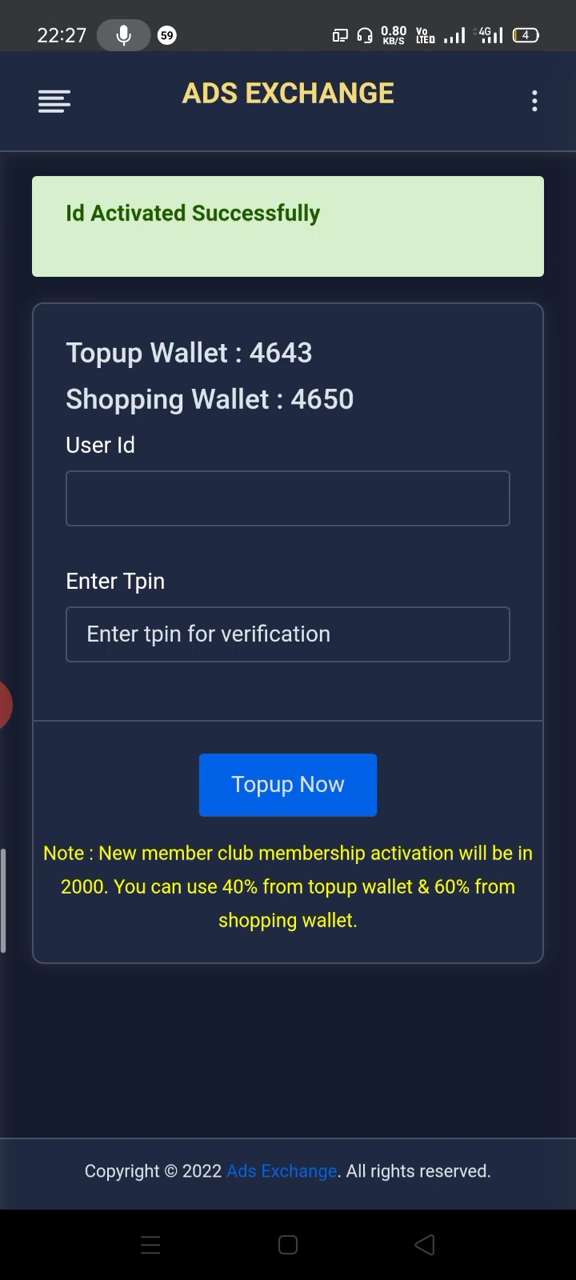 22:27
59
0.80
KB/S
Vo
LTE
4G
4
ADS EXCHANGE
Id Activated Successfully
Topup Wallet : 4643
Shopping Wallet : 4650
User Id
Enter Tpin
Enter tpin for verification
Topup Now
Note : New member club membership activation will be in
2000. You can use 40% from topup wallet & 60% from
shopping wallet.
Copyright © 2022 Ads Exchange. All rights reserved.